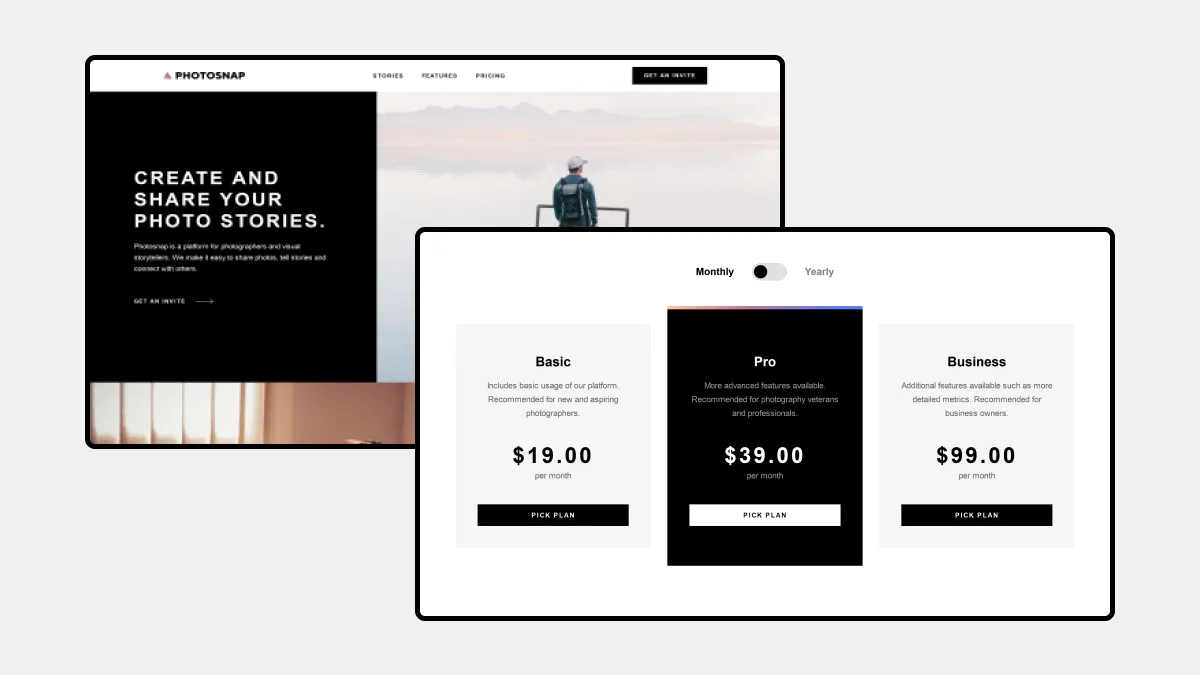 PHOTOSNAP
STORIES FEATURES PRICING
GET AN INVITE
CREATE AND
SHARE YOUR
PHOTO STORIES.
Photosnap is a platform for photographers and visual
storytellers. We make it easy to share photos, tell stories and
connect with others.
GET AN INVITE
Monthly Yearly
Basic
Includes basic usage of our platform.
Recommended for new and aspiring
photographers.
$19.00
per month
PICK PLAN
Pro
More advanced features available.
Recommended for photography veterans
and professionals.
$39.00
per month
PICK PLAN
Business
Additional features available such as more
detailed metrics. Recommended for
business owners.
$99.00
per month
PICK PLAN